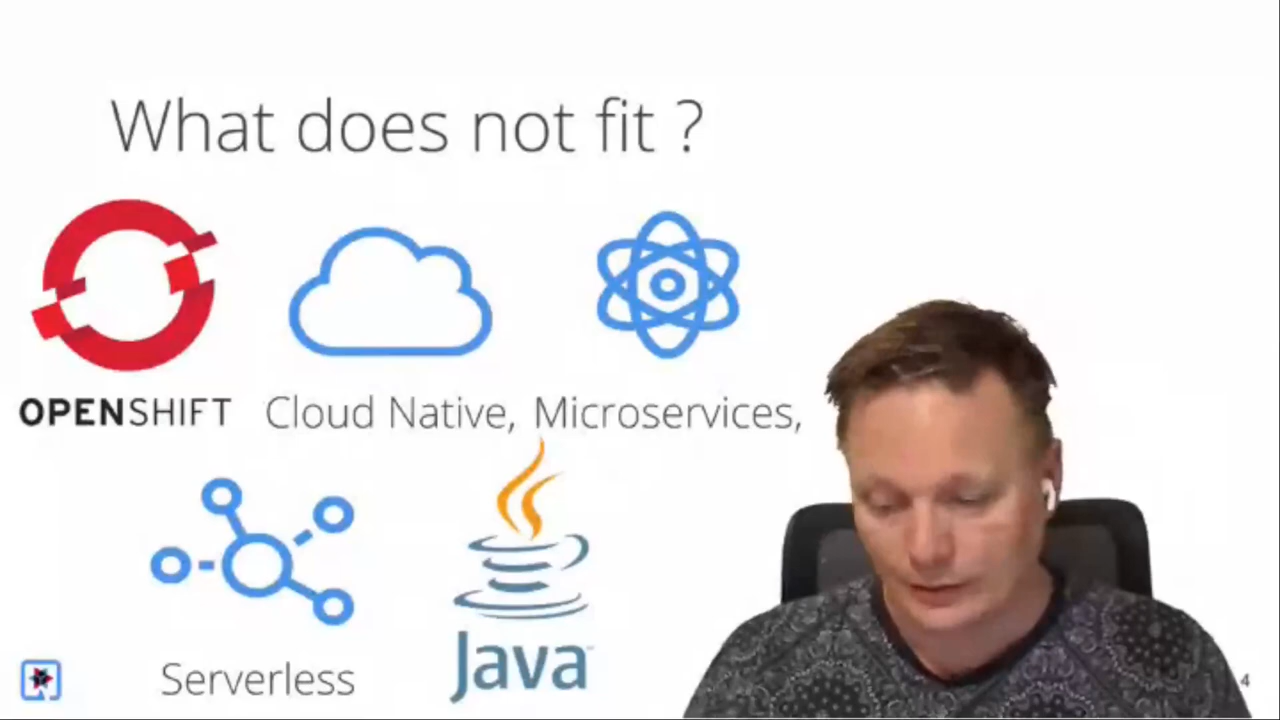 What does not fit ?
OPENSHIFT Cloud Native, Microservices,
Serverless Java
4